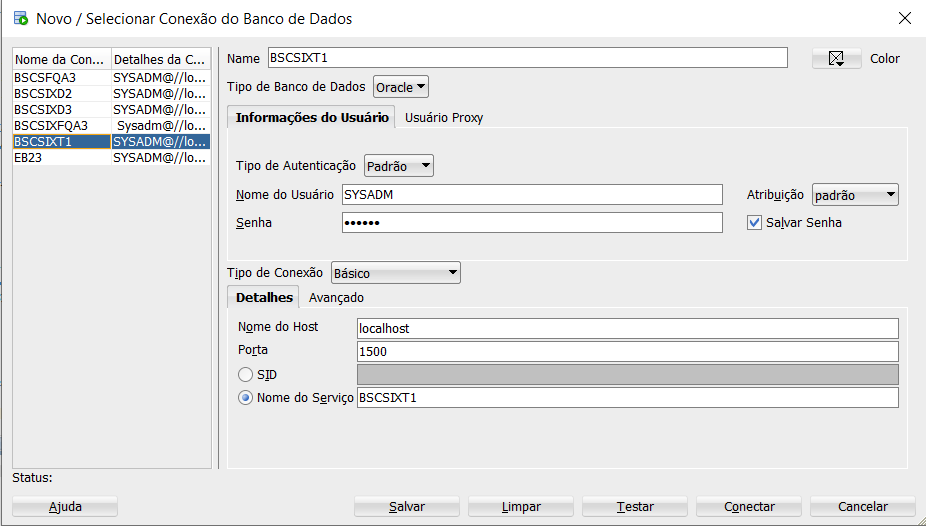 Novo / Selecionar Conexão do Banco de Dados
Nome da Con... Detalhes da C...
BSCSFQA3 SYSADM@//lo...
BSCSIXD2 SYSADM@//lo...
BSCSIXD3 SYSADM@//lo...
BSCSIXFQA3 Sysadm@//lo...
BSCSIXT1 SYSADM@//lo...
EB23 SYSADM@//lo...
Name BSCSIXT1 Color
Tipo de Banco de Dados Oracle
Informações do Usuário Usuário Proxy
Tipo de Autenticação Padrão
Nome do Usuário SYSADM Atribuição padrão
Senha •••••• Salvar Senha
Tipo de Conexão Básico
Detalhes Avançado
Nome do Host localhost
Porta 1500
SID
Nome do Serviço BSCSIXT1
Status:
Ajuda Salvar Limpar Testar Conectar Cancelar